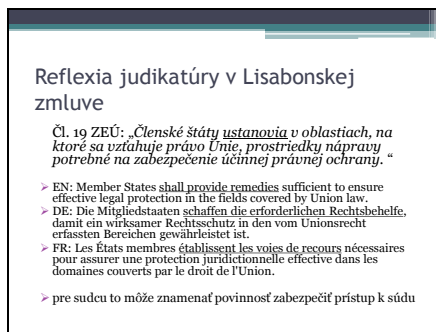 Reflexia judikatúry v Lisabonskej
zmluve
Čl. 19 ZEÚ: „Členské štáty ustanovia v oblastiach, na
ktoré sa vzťahuje právo Únie, prostriedky nápravy
potrebné na zabezpečenie účinnej právnej ochrany. “
➢ EN: Member States shall provide remedies sufficient to ensure
effective legal protection in the fields covered by Union law.
➢ DE: Die Mitgliedstaaten schaffen die erforderlichen Rechtsbehelfe,
damit ein wirksamer Rechtsschutz in den vom Unionsrecht
erfassten Bereichen gewährleistet ist.
➢ FR: Les États membres établissent les voies de recours nécessaires
pour assurer une protection juridictionnelle effective dans les
domaines couverts par le droit de l'Union.
➢ pre sudcu to môže znamenať povinnosť zabezpečiť prístup k súdu